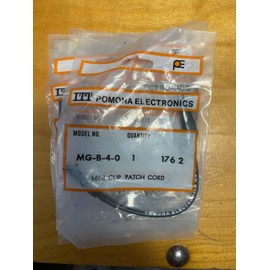 ITT POMONA ELECTRONICS
MODEL NO. QUANTITY
MG-B-4-0 1 176 2
MINI CLIP PATCH CORD